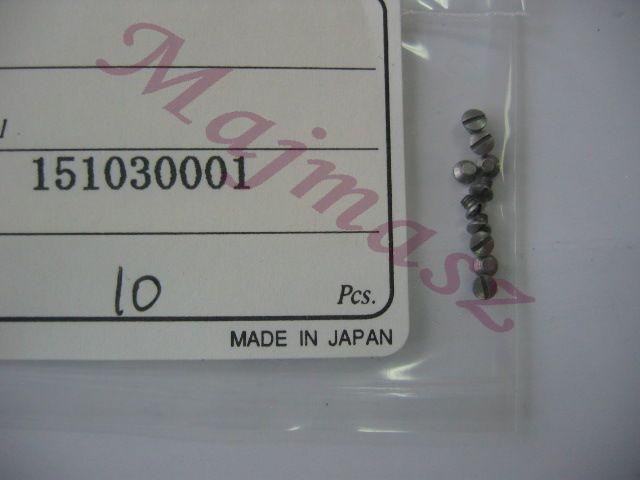 151030001
10 Pcs.
MADE IN JAPAN
Majmasz